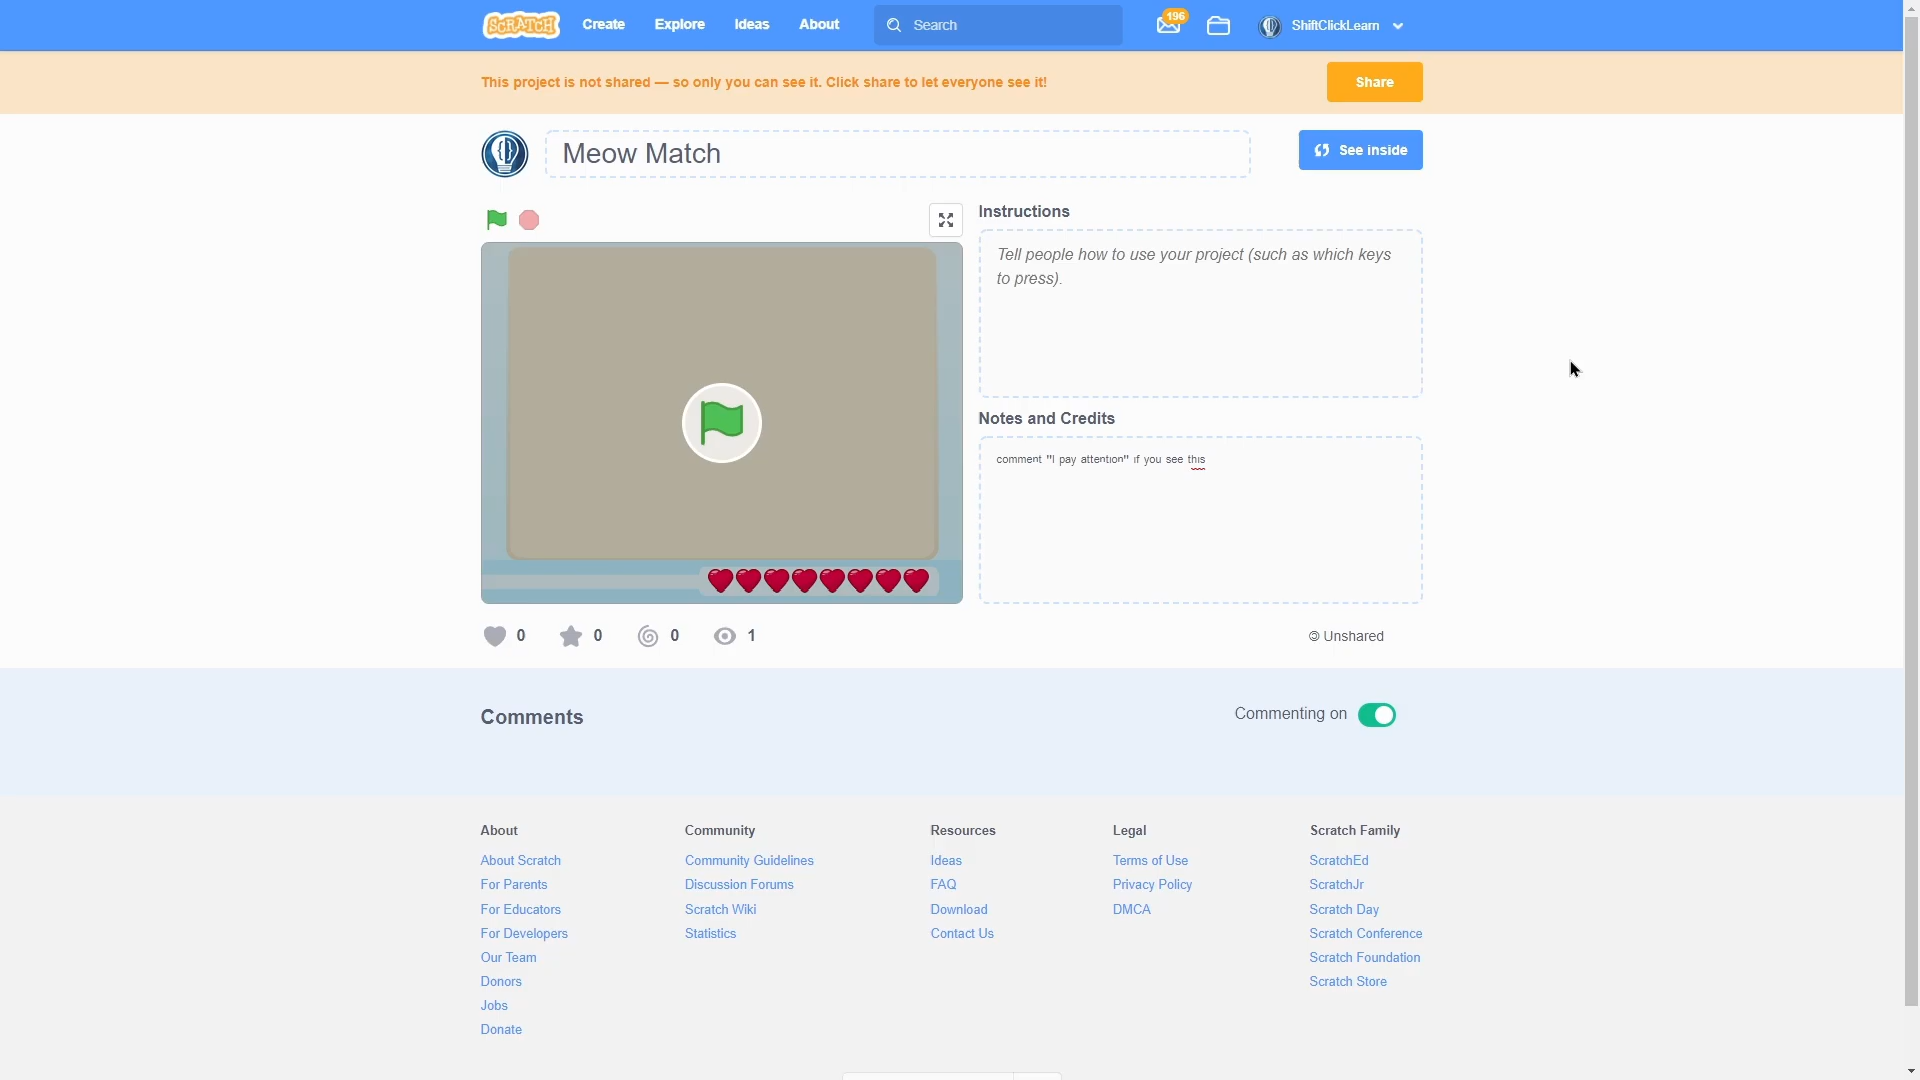 SCRATCH
Create
Explore
Ideas
About
Search
196
ShiftClickLearn
This project is not shared — so only you can see it. Click share to let everyone see it!
Share
Meow Match
See inside
Instructions
Tell people how to use your project (such as which keys
to press).
Notes and Credits
comment "I pay attention" if you see this
0
0
0
1
Unshared
Comments
Commenting on
About
About Scratch
For Parents
For Educators
For Developers
Our Team
Donors
Jobs
Donate
Community
Community Guidelines
Discussion Forums
Scratch Wiki
Statistics
Resources
Ideas
FAQ
Download
Contact Us
Legal
Terms of Use
Privacy Policy
DMCA
Scratch Family
ScratchEd
ScratchJr
Scratch Day
Scratch Conference
Scratch Foundation
Scratch Store